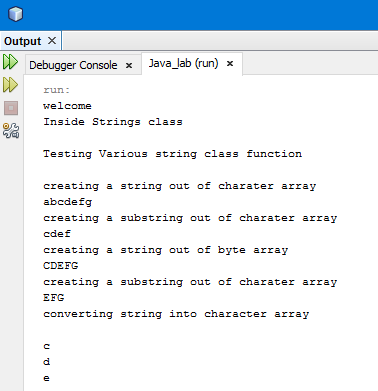 Output
Debugger Console
Java_lab (run)
run:
welcome
Inside Strings class
Testing Various string class function
creating a string out of charater array
abcdefg
creating a substring out of charater array
cdef
creating a string out of byte array
CDEFG
creating a substring out of charater array
EFG
converting string into character array
c
d
e